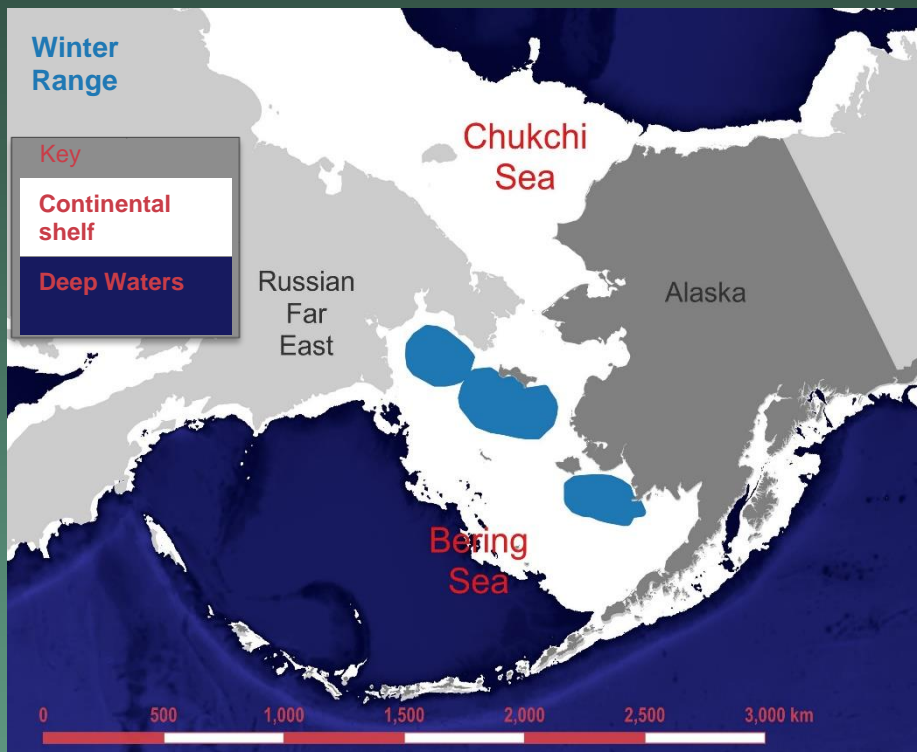 Winter
Range
Key
Continental
shelf
Deep Waters
Chukchi
Sea
Russian
Far
East
Alaska
Bering
Sea
0 500 1,000 1,500 2,000 2,500 3,000 km